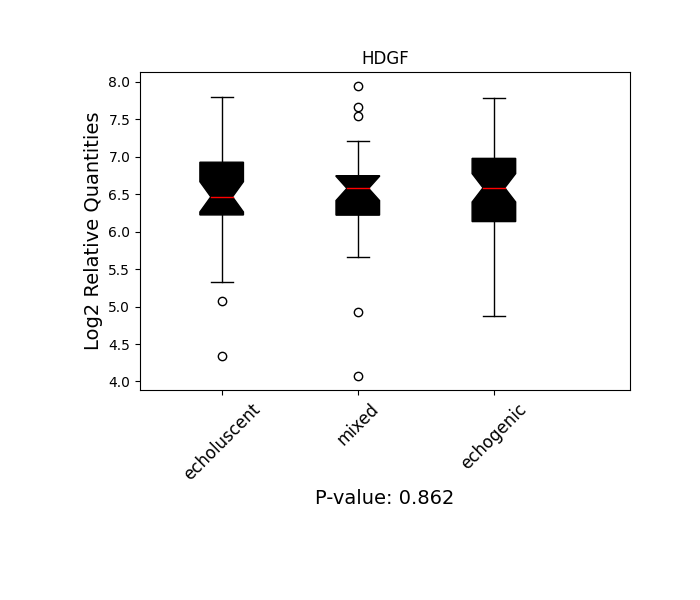 HDGF
Log2 Relative Quantities
8.0
7.5
7.0
6.5
6.0
5.5
5.0
4.5
4.0
echoluscent
mixed
echogenic
P-value: 0.862